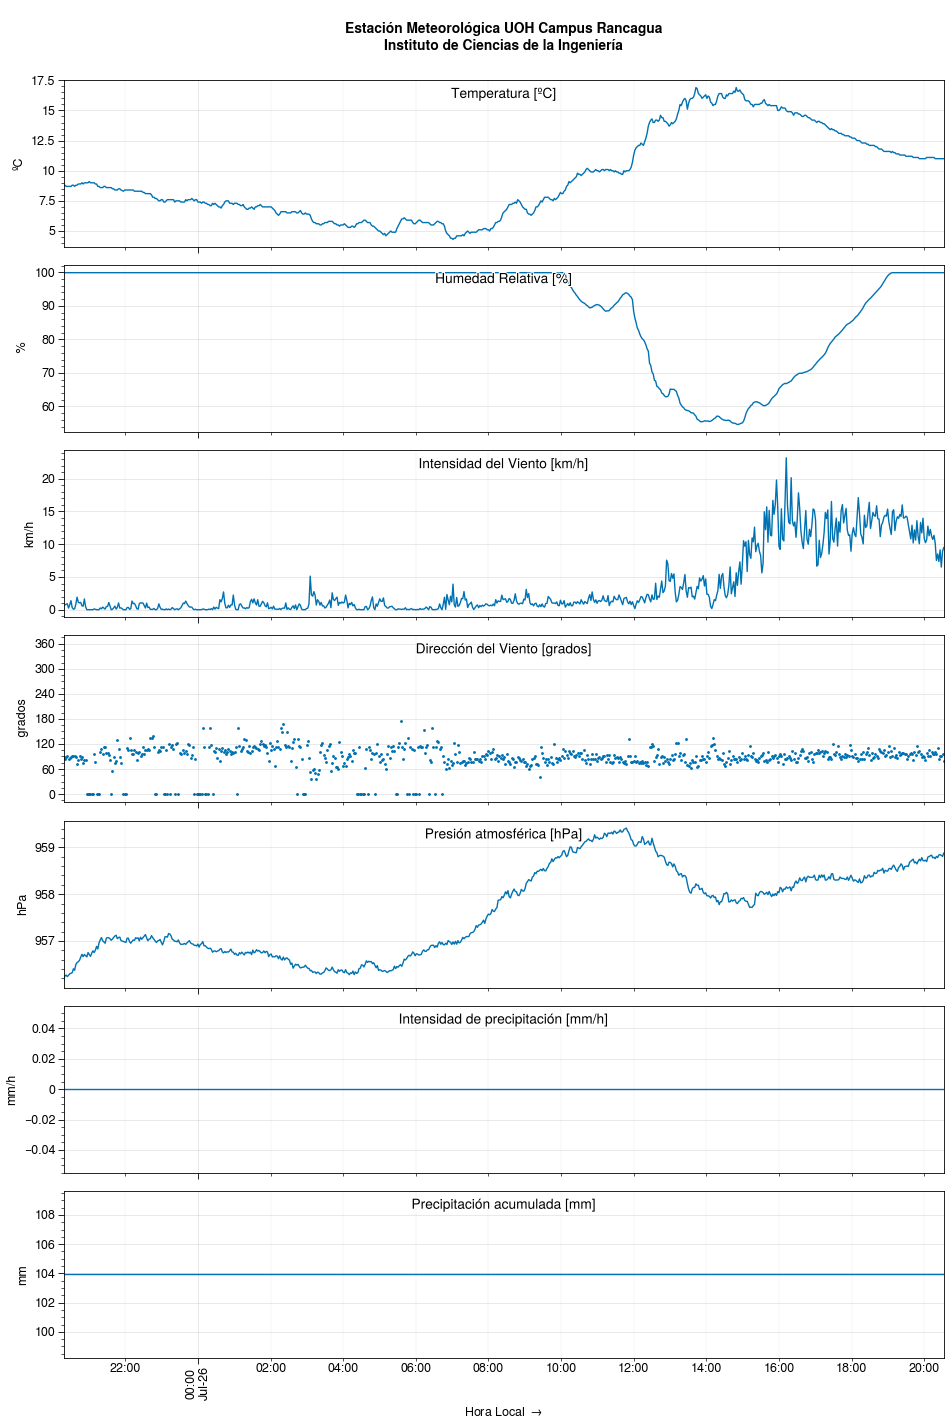 Estación Meteorológica UOH Campus Rancagua
Instituto de Ciencias de la Ingeniería
Temperatura [ºC]
17.5
15
12.5
10
7.5
5
ºC
Humedad Relativa [%]
100
90
80
70
60
%
Intensidad del Viento [km/h]
20
15
10
5
0
km/h
Dirección del Viento [grados]
360
300
240
180
120
60
0
grados
Presión atmosférica [hPa]
959
958
957
hPa
Intensidad de precipitación [mm/h]
0.04
0.02
0
−0.02
−0.04
mm/h
Precipitación acumulada [mm]
108
106
104
102
100
mm
22:00
00:00
Jul-26
02:00
04:00
06:00
08:00
10:00
12:00
14:00
16:00
18:00
20:00
Hora Local →